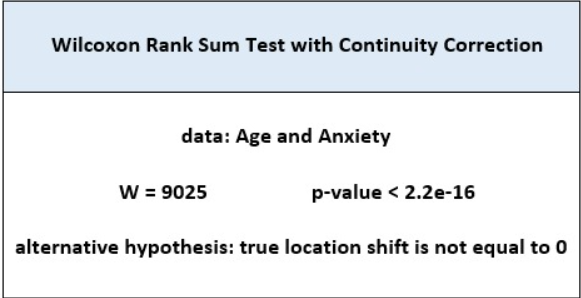 Wilcoxon Rank Sum Test with Continuity Correction
data: Age and Anxiety
W = 9025 p-value < 2.2e-16
alternative hypothesis: true location shift is not equal to 0